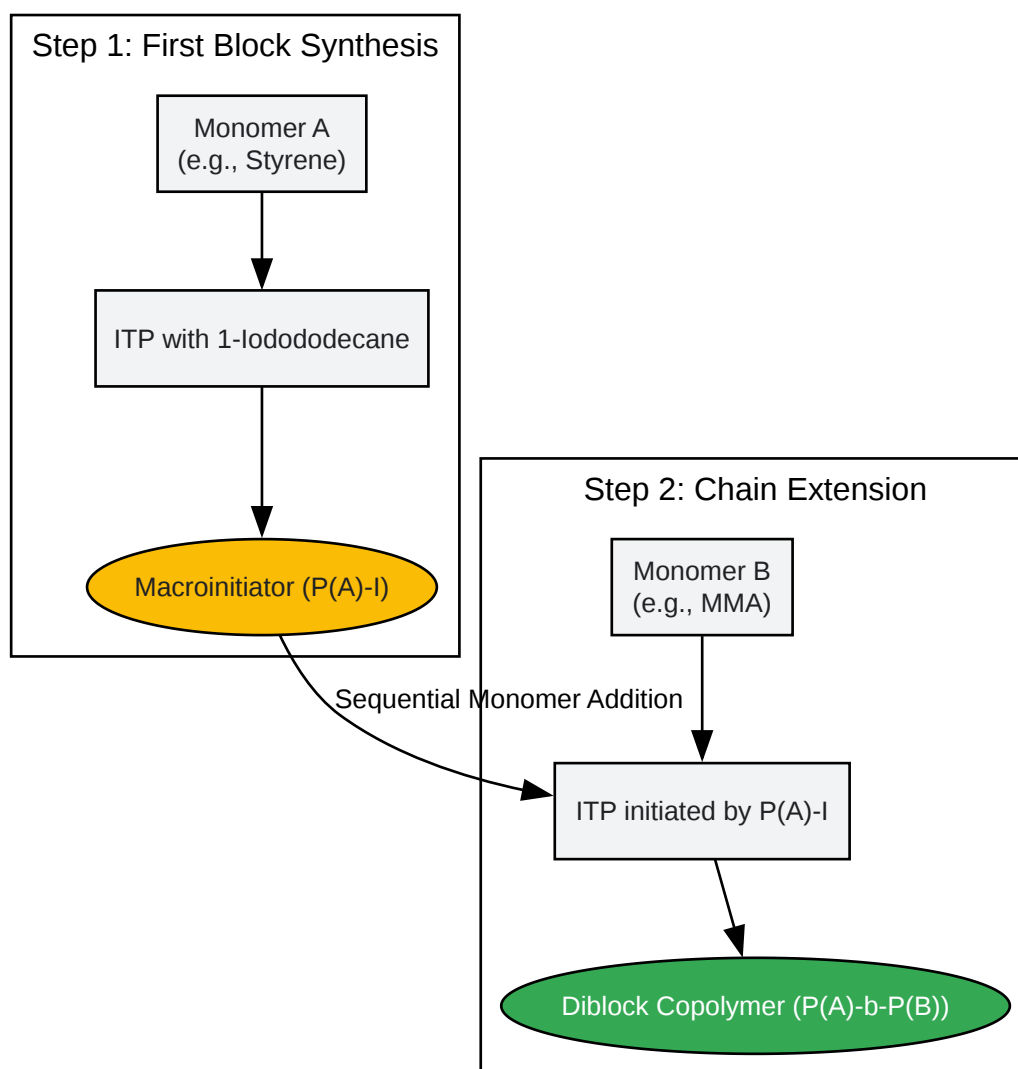 Step 1: First Block Synthesis
Monomer A
(e.g., Styrene)
ITP with 1-Iodododecane
Macroinitiator (P(A)-I)
Sequential Monomer Addition
Step 2: Chain Extension
Monomer B
(e.g., MMA)
ITP initiated by P(A)-I
Diblock Copolymer (P(A)-b-P(B))